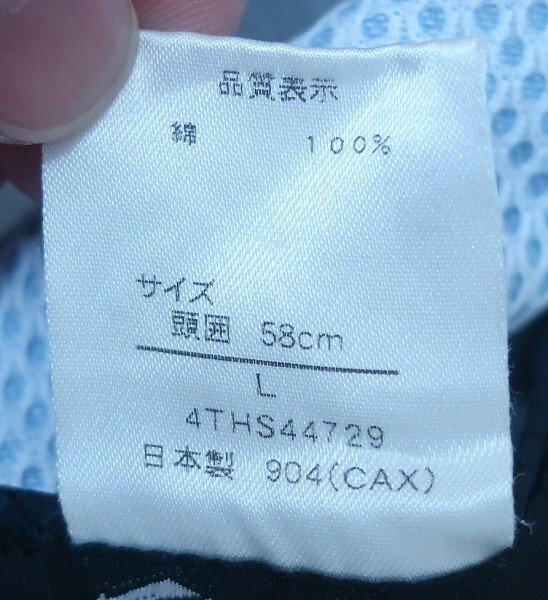 品質表示
綿 100%
サイズ
頭囲 58cm
L
4THS44729
日本製 904(CAX)